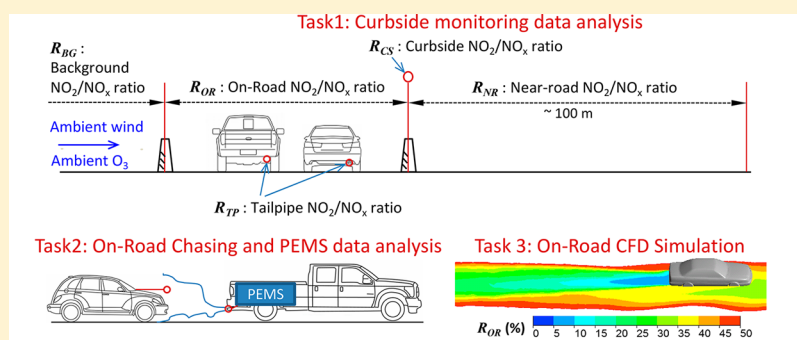 Task1: Curbside monitoring data analysis
R_BG :
Background
NO₂/NOₓ ratio
R_CS : Curbside NO₂/NOₓ ratio
R_OR : On-Road NO₂/NOₓ ratio
R_NR : Near-road NO₂/NOₓ ratio
~ 100 m
Ambient wind
Ambient O₃
R_TP : Tailpipe NO₂/NOₓ ratio
Task2: On-Road Chasing and PEMS data analysis
PEMS
Task 3: On-Road CFD Simulation
R_OR (%)
0 5 10 15 20 25 30 35 40 45 50